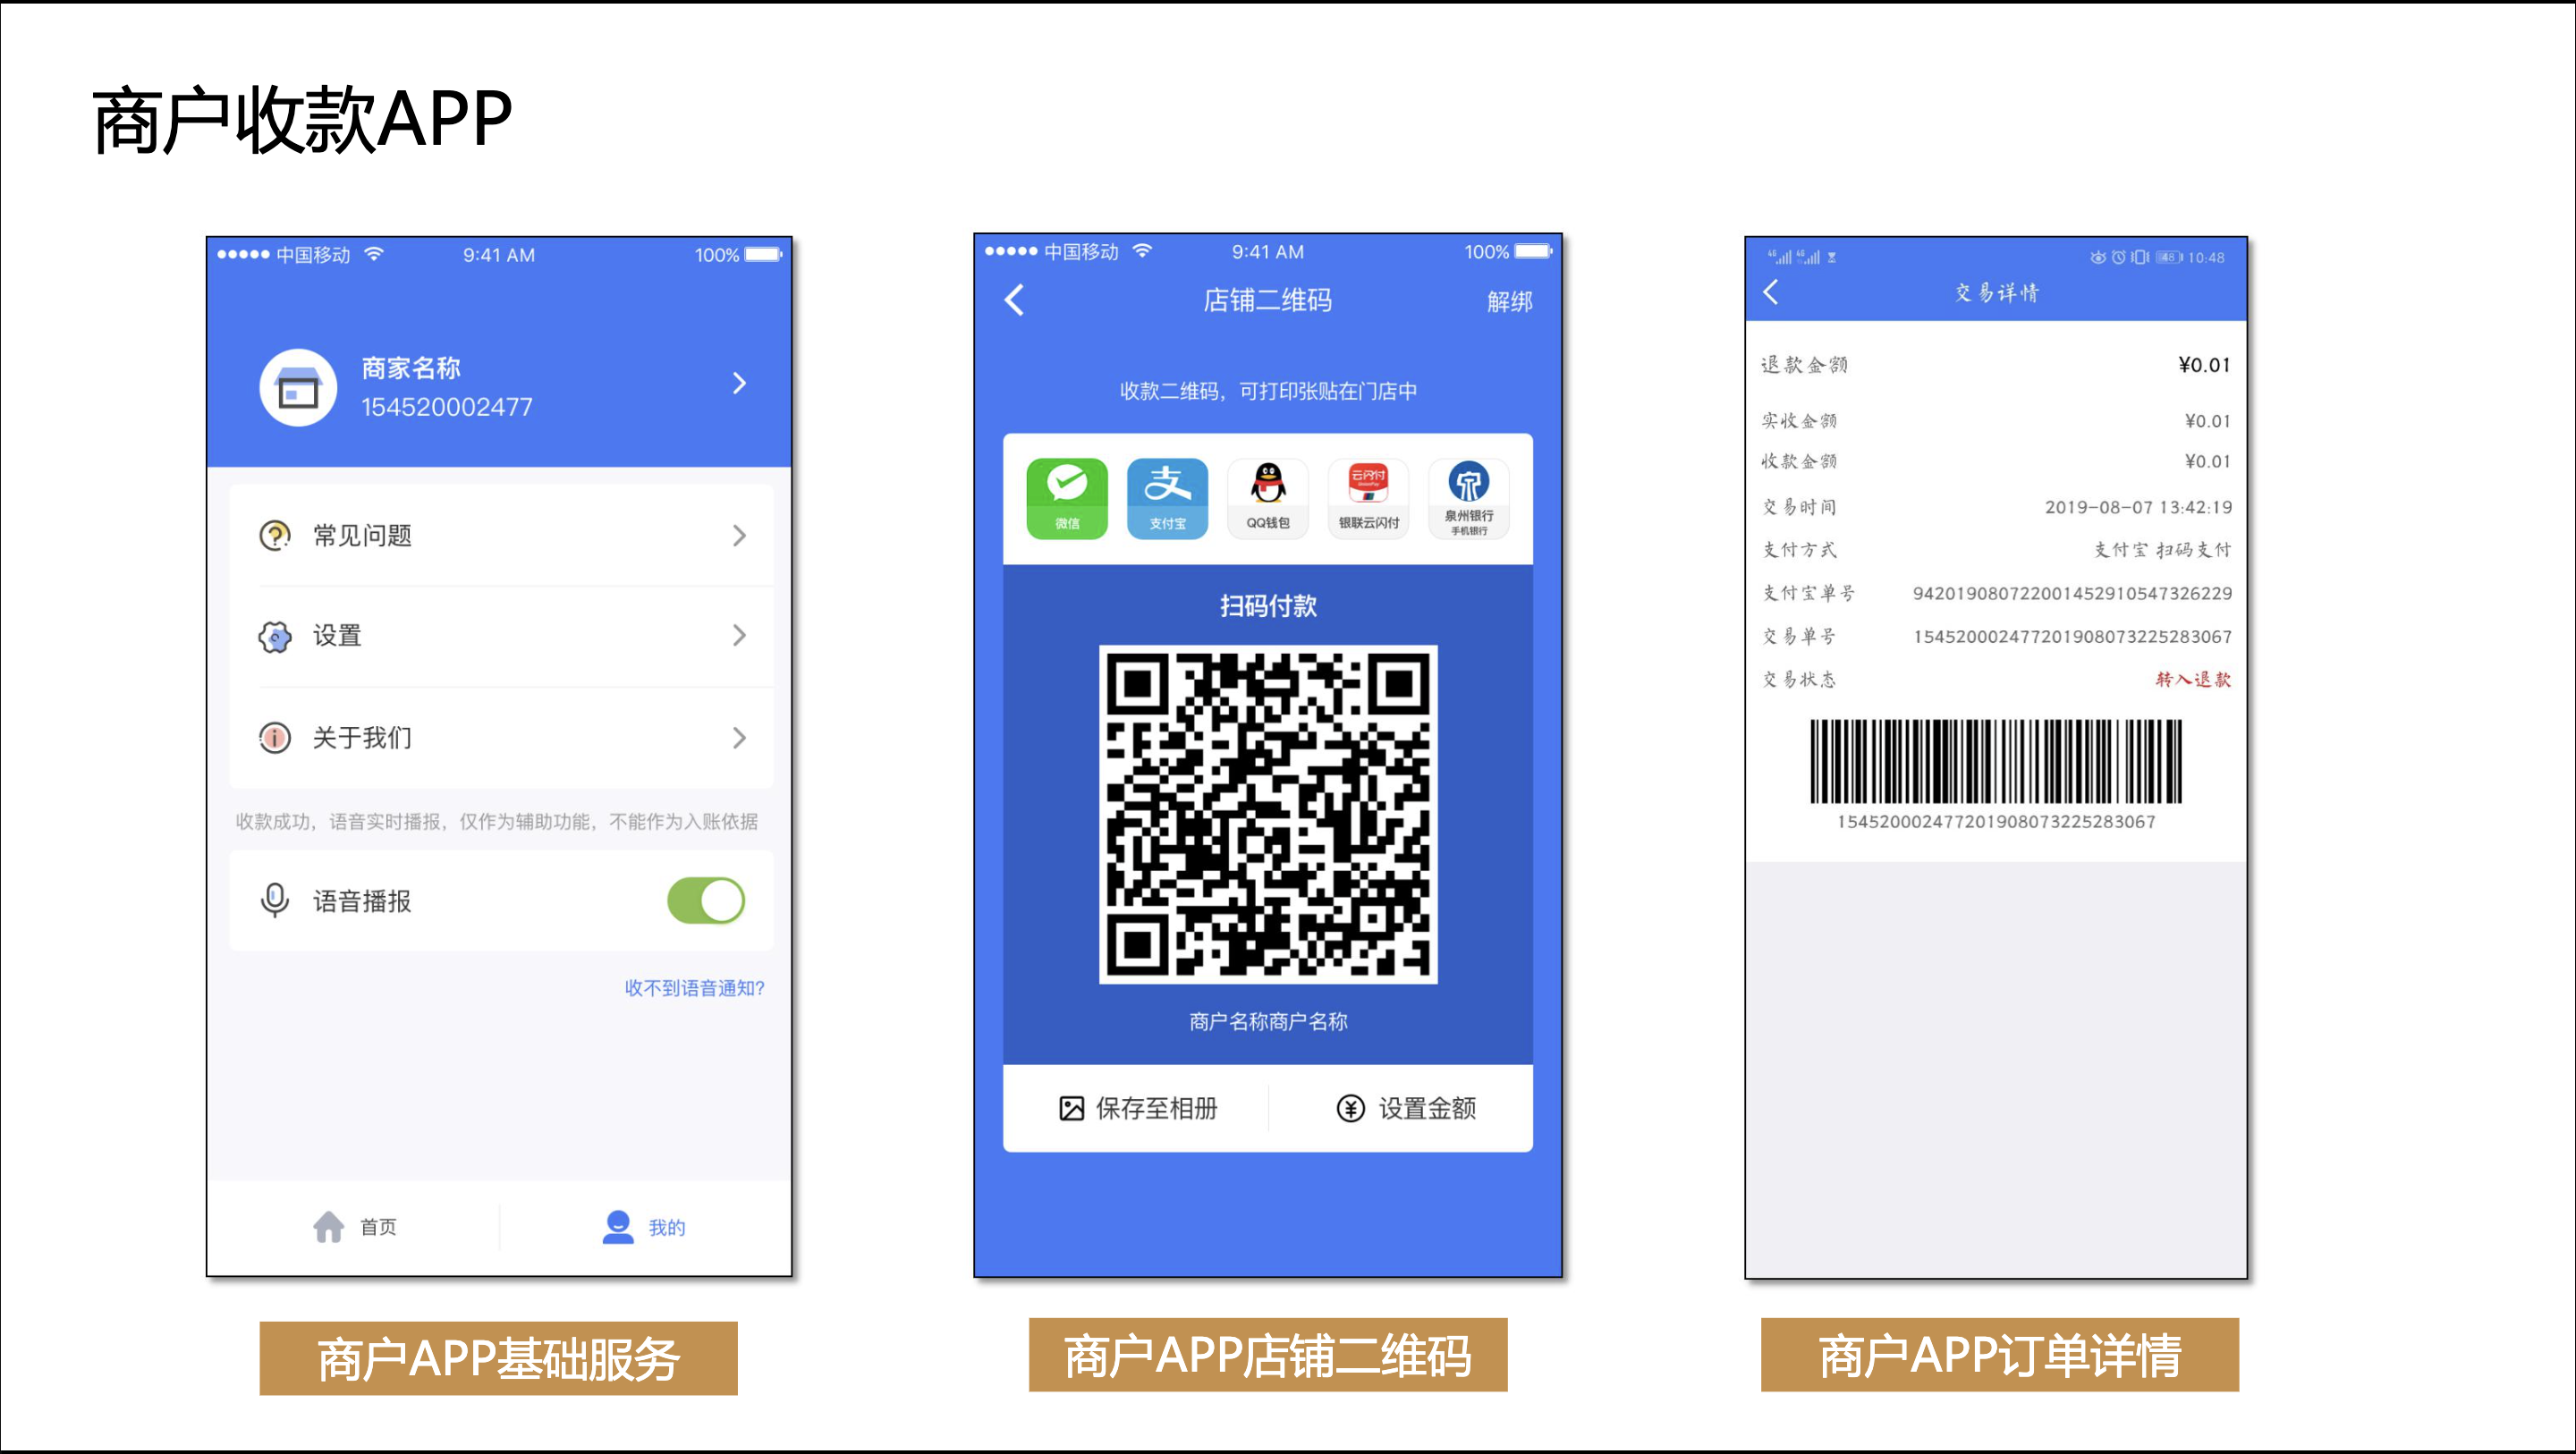 商户收款APP
中国移动 9:41 AM 100%
商家名称
154520002477
常见问题
设置
关于我们
收款成功，语音实时播报，仅作为辅助功能，不能作为入账依据
语音播报
收不到语音通知?
首页 我的
商户APP基础服务
中国移动 9:41 AM 100%
店铺二维码 解绑
收款二维码，可打印张贴在门店中
微信 支付宝 QQ钱包 银联云闪付 泉州银行
手机银行
云闪付
扫码付款
商户名称商户名称
保存至相册 设置金额
商户APP店铺二维码
48 10:48
交易详情
退款金额 ¥0.01
实收金额 ¥0.01
收款金额 ¥0.01
交易时间 2019-08-07 13:42:19
支付方式 支付宝 扫码支付
支付宝单号 942019080722001452910547326229
交易单号 154520002477201908073225283067
交易状态 转入退款
154520002477201908073225283067
商户APP订单详情